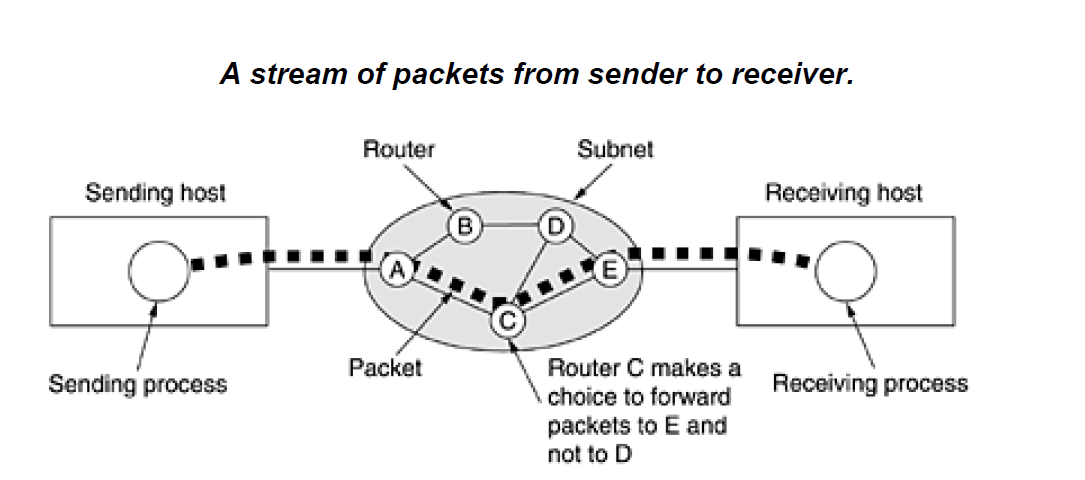 A stream of packets from sender to receiver.
Router
Subnet
Sending host
Receiving host
B
D
A
E
C
Packet
Router C makes a
choice to forward
packets to E and
not to D
Sending process
Receiving process